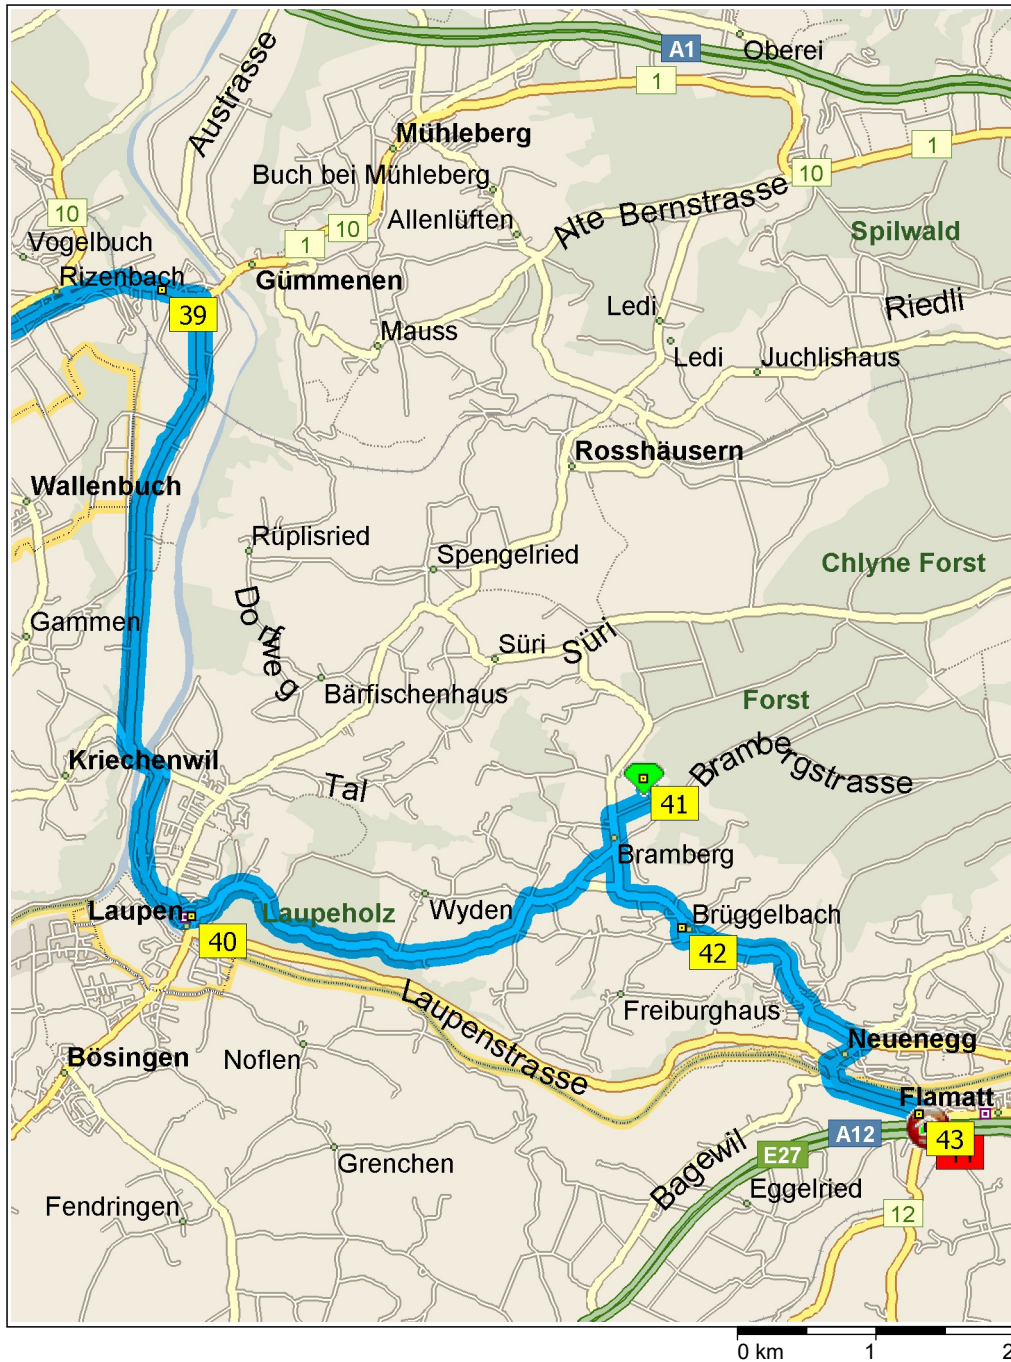 A1
Oberei
1
Austrasse
Mühleberg
1
Buch bei Mühleberg
10
10
Allenlüften
Alte Bernstrasse
10
Vogelbuch
1
Spilwald
Rizenbach
Gümmenen
39
Ledi
Riedli
Mauss
Ledi
Juchlishaus
Rosshäusern
Wallenbuch
Rüplisried
Spengelried
Chlyne Forst
Dorfweg
Gammen
Süri
Süri
Bärfischenhaus
Forst
Kriechenwil
Tal
Brambergstrasse
41
Bramberg
Laupen
Laupeholz
Wyden
Brüggelbach
40
42
Laupenstrasse
Freiburghaus
Bösingen
Noflen
Neuenegg
Flamatt
A12
43
E27
Bagewil
Grenchen
Eggelried
Fendringen
12
0 km
1
2